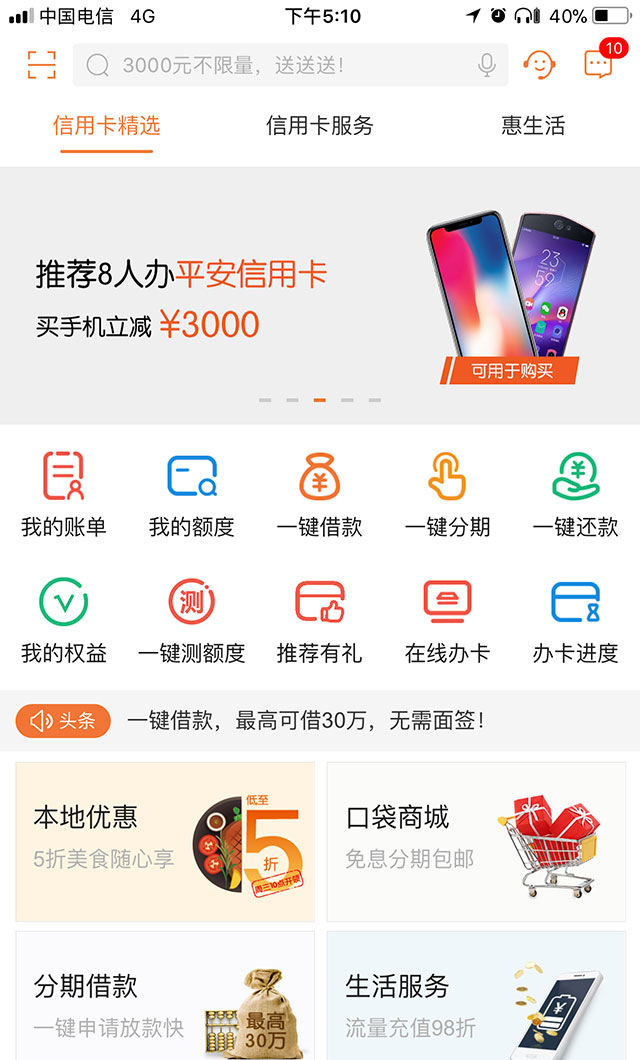 中国电信 4G 下午5:10 40%
3000元不限量，送送送！
10
信用卡精选 信用卡服务 惠生活
推荐8人办平安信用卡
买手机立减 ¥3000
23
59
可用于购买
我的账单 我的额度 一键借款 一键分期 一键还款
测
我的权益 一键测额度 推荐有礼 在线办卡 办卡进度
头条 一键借款，最高可借30万，无需面签！
本地优惠
5折美食随心享
低至
5
折
周三10点开领
口袋商城
免息分期包邮
分期借款
一键申请放款快
最高
30万
生活服务
流量充值98折